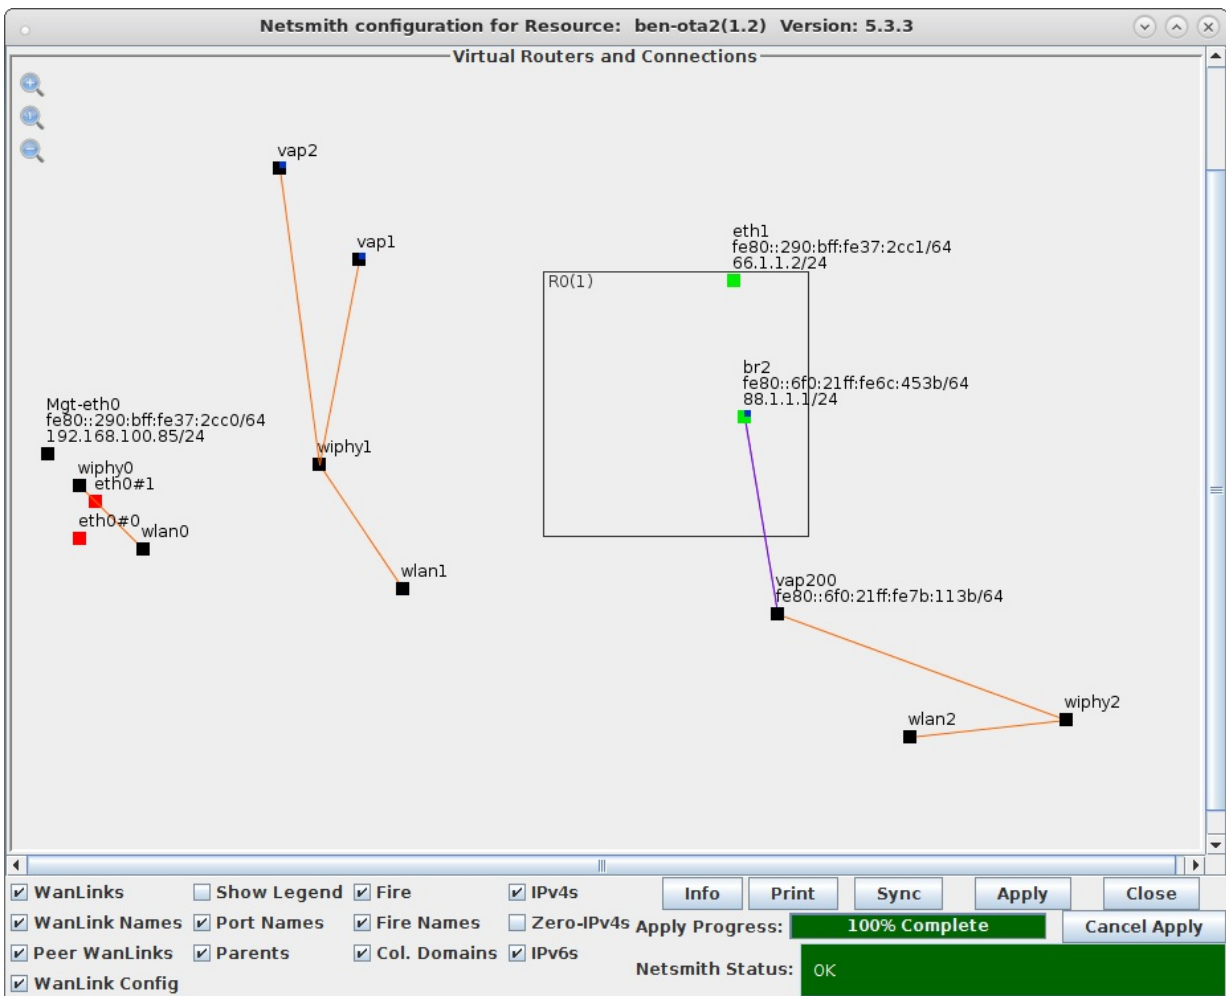 Netsmith configuration for Resource:  ben-ota2(1.2)  Version: 5.3.3
Virtual Routers and Connections
vap2
vap1
eth1
fe80::290:bff:fe37:2cc1/64
66.1.1.2/24
R0(1)
br2
fe80::6f0:21ff:fe6c:453b/64
88.1.1.1/24
Mgt-eth0
fe80::290:bff:fe37:2cc0/64
192.168.100.85/24
wiphy1
wiphy0
eth0#1
eth0#0
wlan0
wlan1
vap200
fe80::6f0:21ff:fe7b:113b/64
wiphy2
wlan2
WanLinks Show Legend Fire IPv4s Info Print Sync Apply Close
WanLink Names Port Names Fire Names Zero-IPv4s Apply Progress: 100% Complete Cancel Apply
Peer WanLinks Parents Col. Domains IPv6s Netsmith Status: OK
WanLink Config